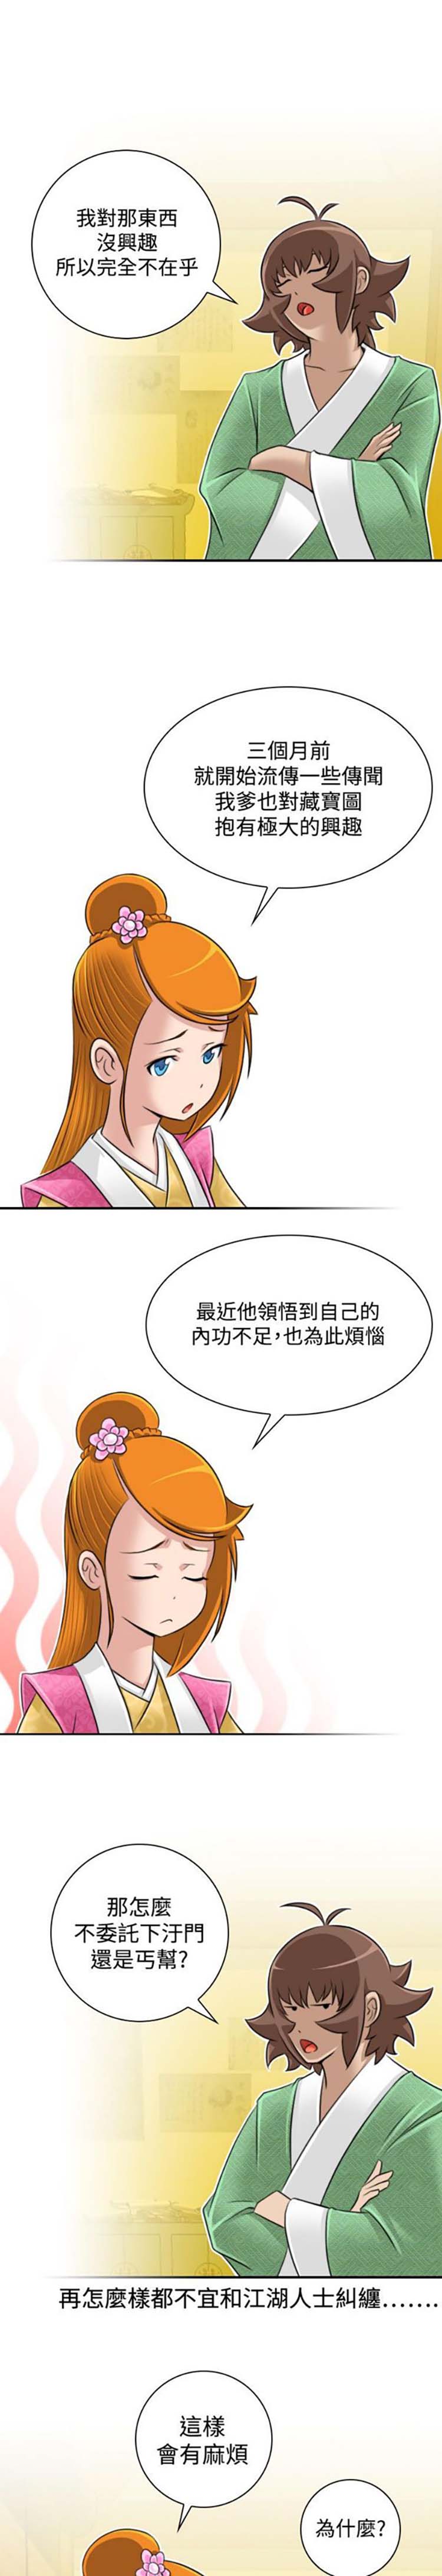 我對那東西
沒興趣
所以完全不在乎
三個月前
就開始流傳一些傳聞
我爹也對藏寶圖
抱有極大的興趣
最近他領悟到自己的
內功不足，也為此煩惱
那怎麼
不委託下汙門
還是丐幫?
再怎麼樣都不宜和江湖人士糾纏.......
這樣
會有麻煩
為什麼?